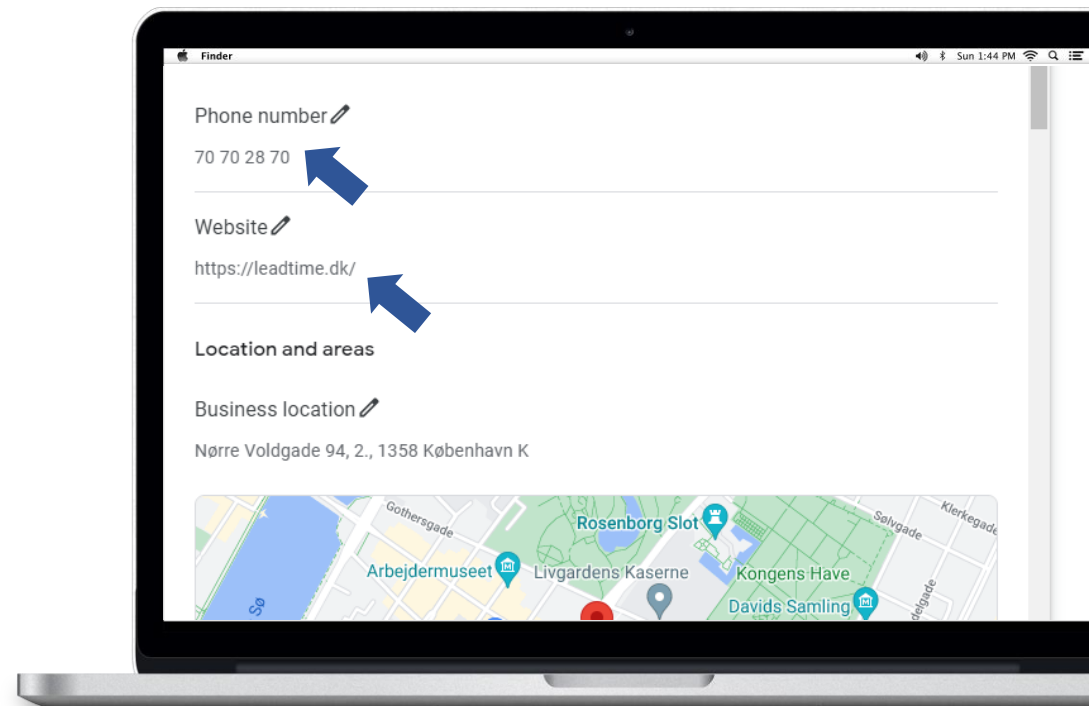 Finder
Sun 1:44 PM
Phone number
70 70 28 70
Website
https://leadtime.dk/
Location and areas
Business location
Nørre Voldgade 94, 2., 1358 København K
Gothersgade
Rosenborg Slot
Sølvgade
Klerkegade
Arbejdermuseet
Livgardens Kaserne
Kongens Have
Sø
Davids Samling
delgade